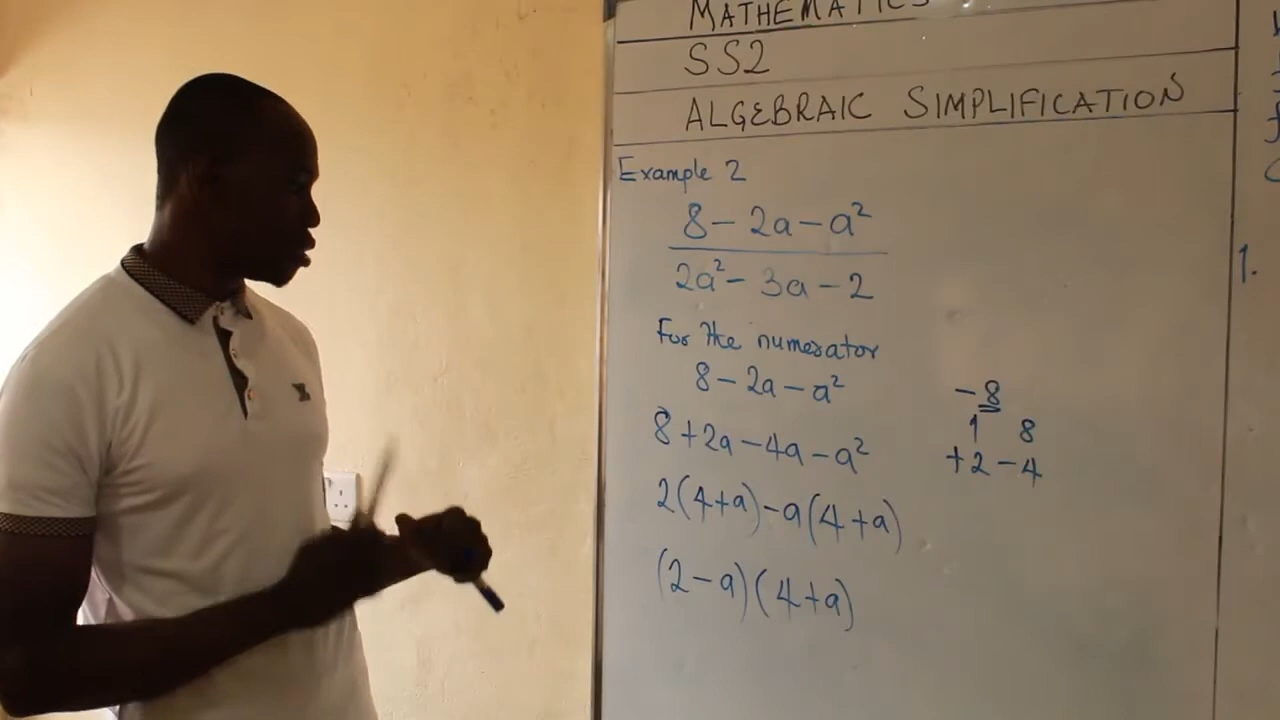 MATHEMATICS
SS2
ALGEBRAIC SIMPLIFICATION
Example 2
8 - 2a - a²
2a² - 3a - 2
For the numerator
8 - 2a - a²
8 + 2a - 4a - a²
2(4+a) - a(4+a)
(2-a)(4+a)
-8
1 8
+2 -4
1.